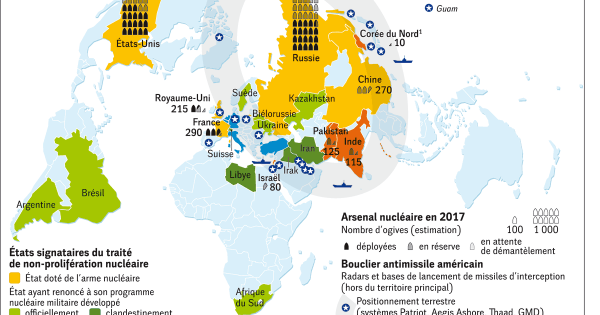 Guam
Corée du Nord¹
10
États-Unis
Russie
Chine
270
Royaume-Uni
215
Suède
Kazakhstan
Biélorussie
Ukraine
France
290
Pakistan
125
Inde
115
Suisse
Iran
Irak
Libye
Israël
80
Brésil
Argentine
Afrique
du Sud
Arsenal nucléaire en 2017
Nombre d'ogives (estimation)
100
1 000
déployées
en réserve
en attente
de démantèlement
États signataires du traité
de non-prolifération nucléaire
État doté de l'arme nucléaire
État ayant renoncé à son programme
nucléaire militaire développé
officiellement
clandestinement
Bouclier antimissile américain
Radars et bases de lancement de missiles d'interception
(hors du territoire principal)
Positionnement terrestre
(systèmes Patriot, Aegis Ashore, Thaad, GMD)